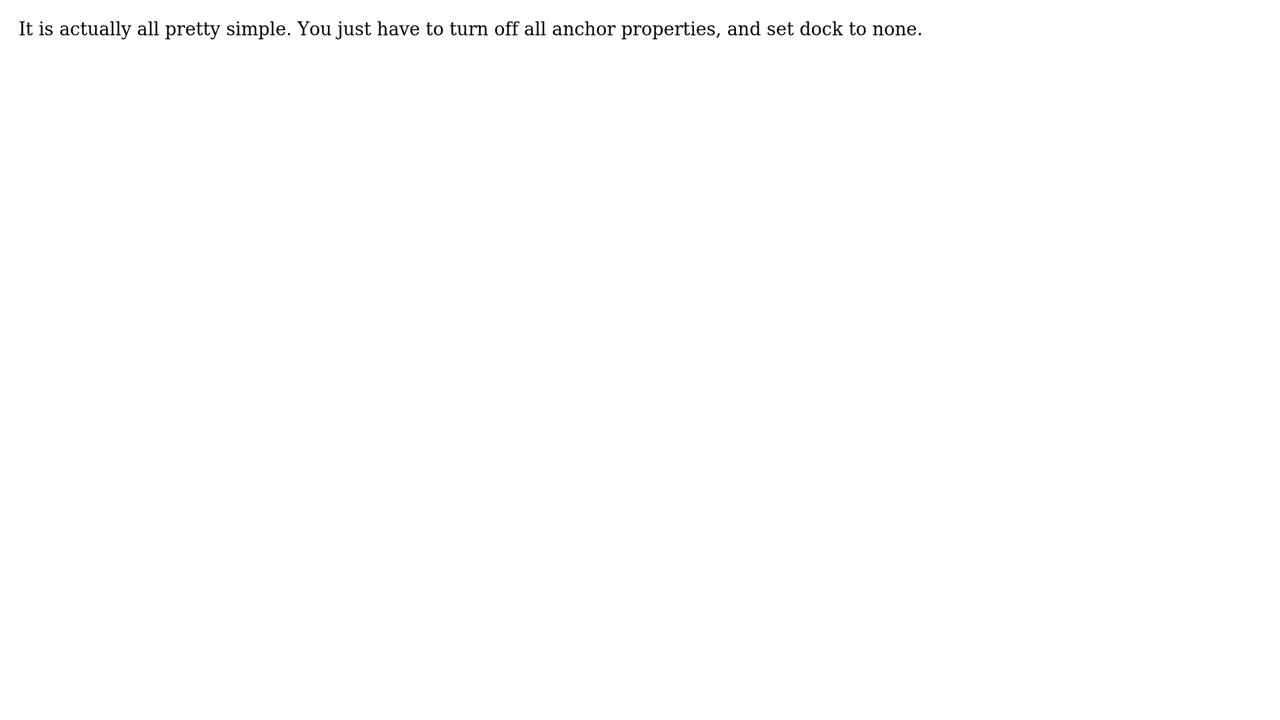 It is actually all pretty simple. You just have to turn off all anchor properties, and set dock to none.